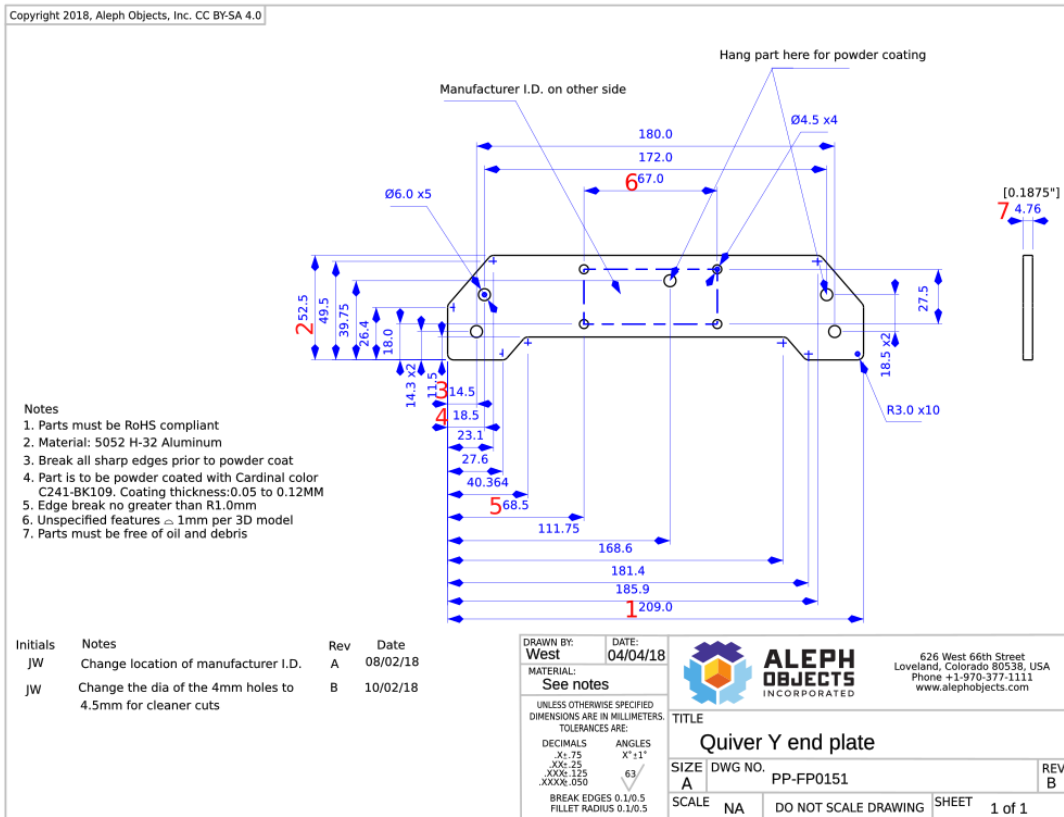 Copyright 2018, Aleph Objects, Inc. CC BY-SA 4.0
Hang part here for powder coating
Manufacturer I.D. on other side
Ø4.5 x4
180.0
172.0
6 67.0
Ø6.0 x5
[0.1875"]
7 4.76
2 52.5
49.5
39.75
26.4
18.0
14.3 x2
11.5
27.5
18.5 x2
R3.0 x10
3 14.5
4 18.5
23.1
27.6
40.364
5 68.5
111.75
168.6
181.4
185.9
1 209.0
Notes
1. Parts must be RoHS compliant
2. Material: 5052 H-32 Aluminum
3. Break all sharp edges prior to powder coat
4. Part is to be powder coated with Cardinal color
C241-BK109. Coating thickness:0.05 to 0.12MM
5. Edge break no greater than R1.0mm
6. Unspecified features ⌓ 1mm per 3D model
7. Parts must be free of oil and debris
Initials Notes Rev Date
JW Change location of manufacturer I.D. A 08/02/18
JW Change the dia of the 4mm holes to B 10/02/18
4.5mm for cleaner cuts
DRAWN BY: DATE:
West 04/04/18
MATERIAL:
See notes
UNLESS OTHERWISE SPECIFIED
DIMENSIONS ARE IN MILLIMETERS.
TOLERANCES ARE:
DECIMALS ANGLES
.X±.75 X°±1°
.XX±.25
.XXX±.125 63
.XXXX±.050
BREAK EDGES 0.1/0.5
FILLET RADIUS 0.1/0.5
ALEPH
OBJECTS
INCORPORATED
626 West 66th Street
Loveland, Colorado 80538, USA
Phone +1-970-377-1111
www.alephobjects.com
TITLE
Quiver Y end plate
SIZE DWG NO. REV
A PP-FP0151 B
SCALE NA DO NOT SCALE DRAWING SHEET 1 of 1